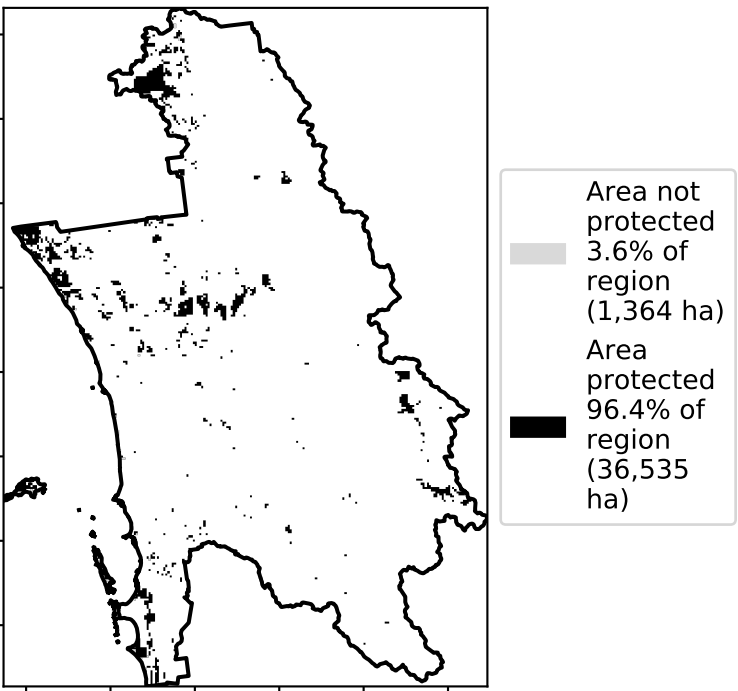 Area not
protected
3.6% of
region
(1,364 ha)
Area
protected
96.4% of
region
(36,535
ha)